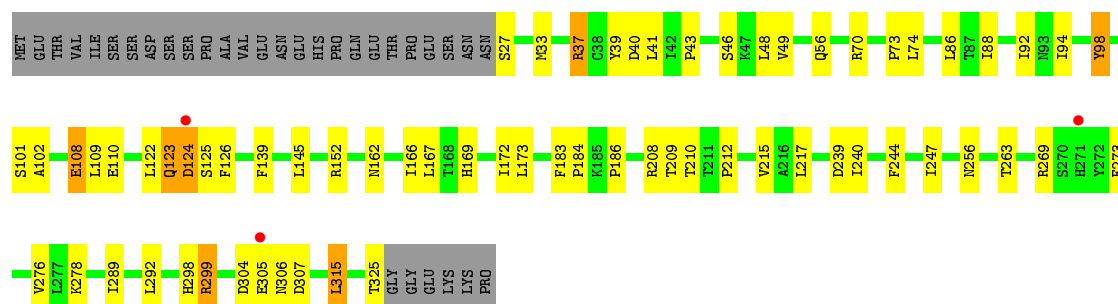 MET GLU THR VAL ILE SER SER ASP SER SER PRO ALA VAL GLU ASN GLU HIS PRO GLN GLU THR PRO GLU SER ASN ASN S27 M33 R37 C38 Y39 D40 L41 I42 P43 S46 K47 L48 V49 Q56 R70 P73 L74 L86 T87 I88 I92 N93 I94 Y98
S101 A102 E108 L109 E110 L122 Q123 D124 S125 F126 F139 L145 R152 N162 I166 L167 T168 H169 I172 L173 F183 P184 K185 P186 R208 T209 T210 T211 P212 V215 A216 L217 D239 I240 F244 I247 N256 T263 R269 S270 H271 Y272
V276 L277 K278 I289 L292 H298 R299 D304 E305 N306 D307 L315 T325 GLY GLY GLU LYS LYS PRO